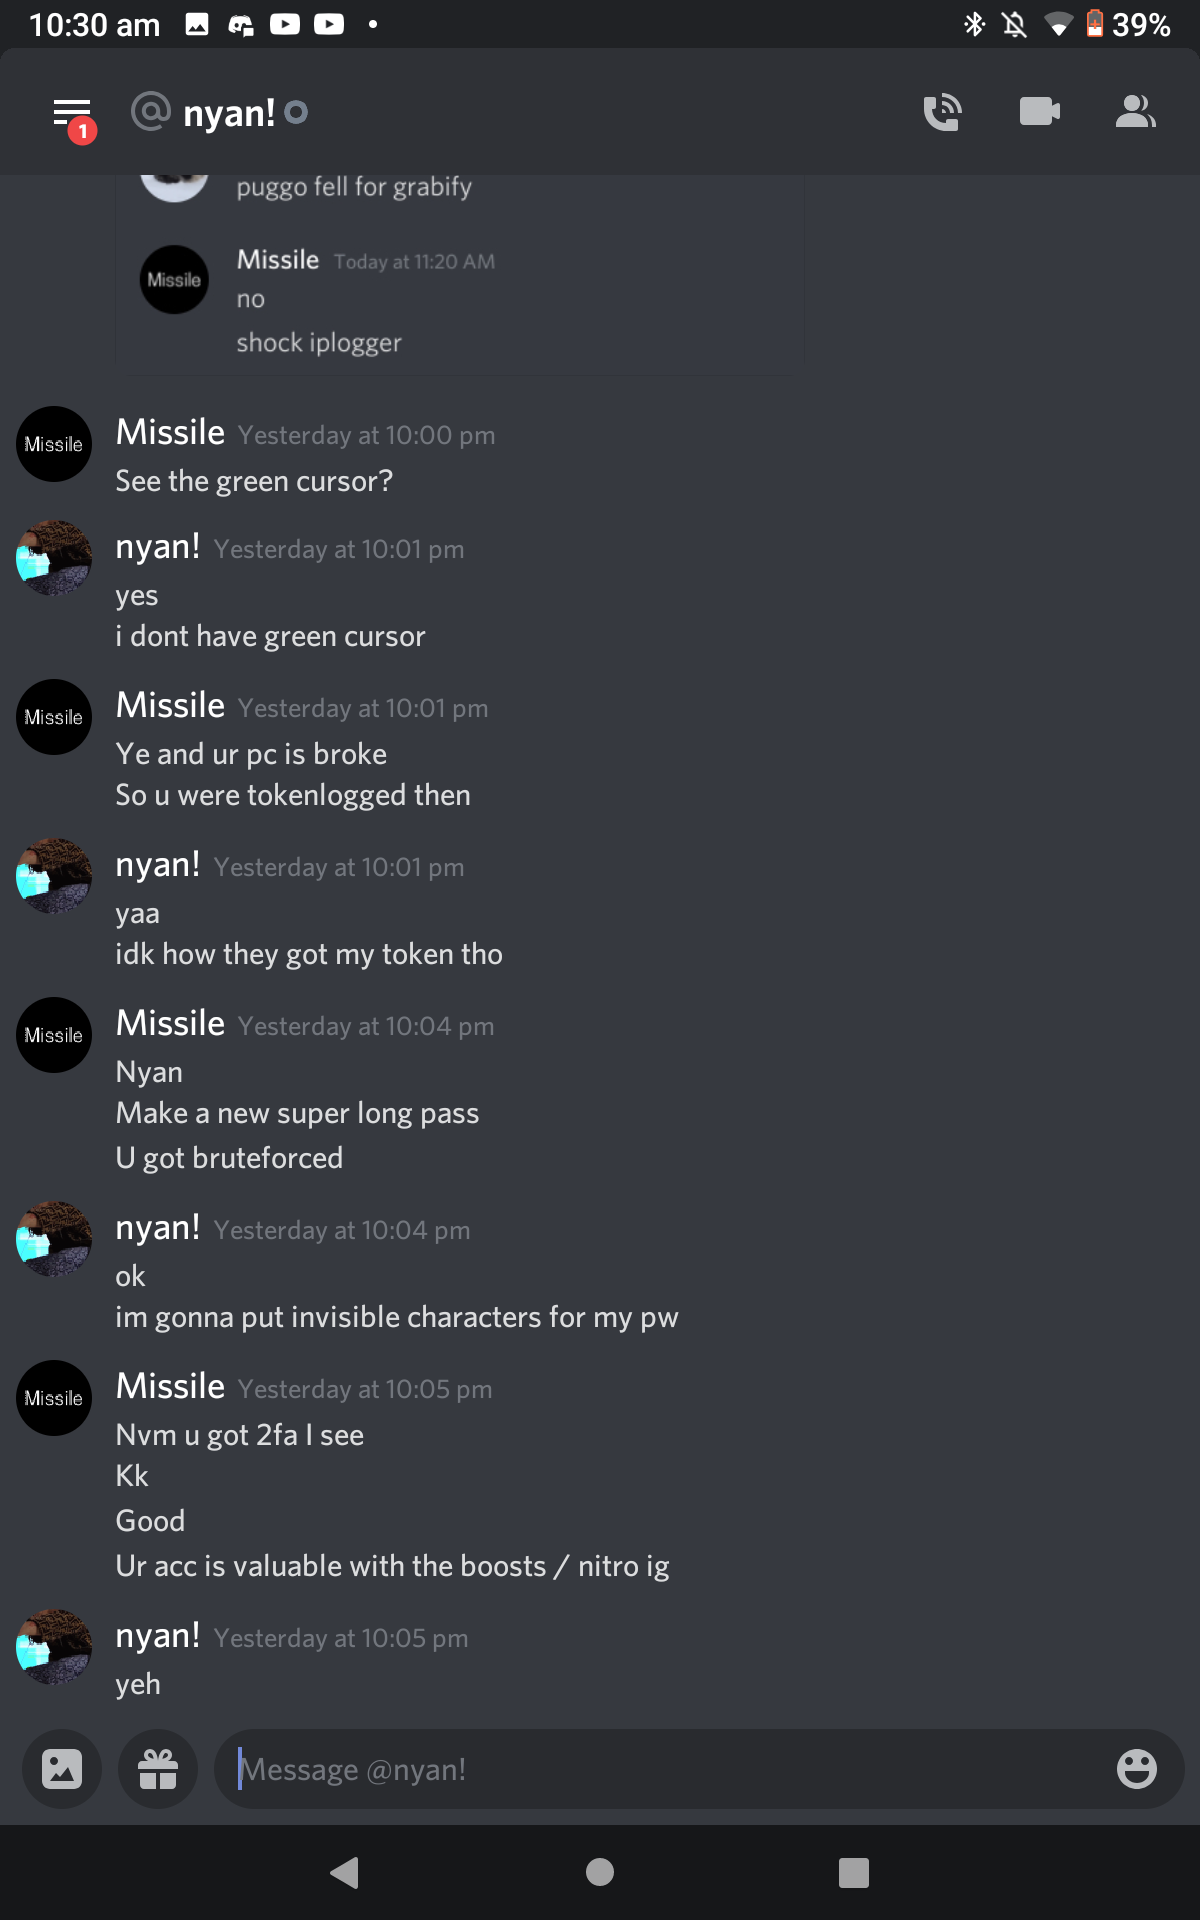 10:30 am
39%
1
@ nyan!
puggo fell for grabify
Missile
Missile Today at 11:20 AM
no
shock iplogger
Missile
Missile Yesterday at 10:00 pm
See the green cursor?
nyan! Yesterday at 10:01 pm
yes
i dont have green cursor
Missile
Missile Yesterday at 10:01 pm
Ye and ur pc is broke
So u were tokenlogged then
nyan! Yesterday at 10:01 pm
yaa
idk how they got my token tho
Missile
Missile Yesterday at 10:04 pm
Nyan
Make a new super long pass
U got bruteforced
nyan! Yesterday at 10:04 pm
ok
im gonna put invisible characters for my pw
Missile
Missile Yesterday at 10:05 pm
Nvm u got 2fa I see
Kk
Good
Ur acc is valuable with the boosts / nitro ig
nyan! Yesterday at 10:05 pm
yeh
Message @nyan!